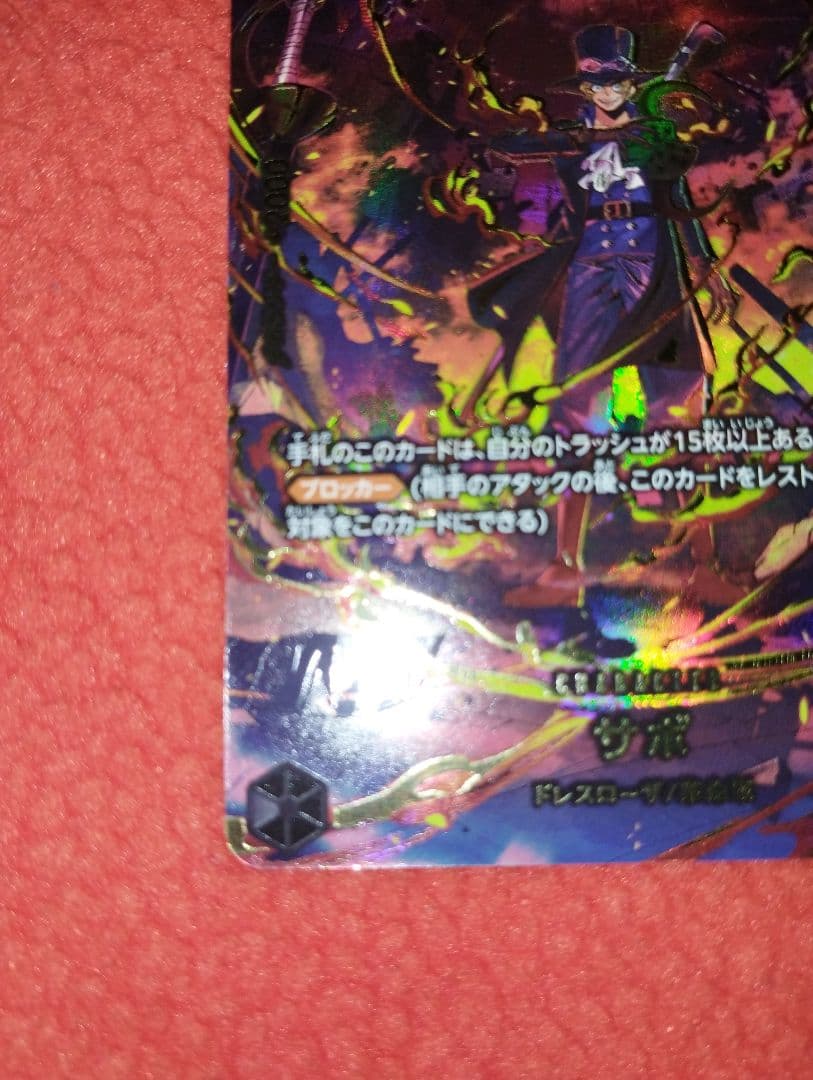 手札のこのカードは、自分のトラッシュが15枚以上ある
ブロッカー (相手のアタックの後、このカードをレスト
対象をこのカードにできる)
CHARACTER
サボ
ドレスローザ/革命軍